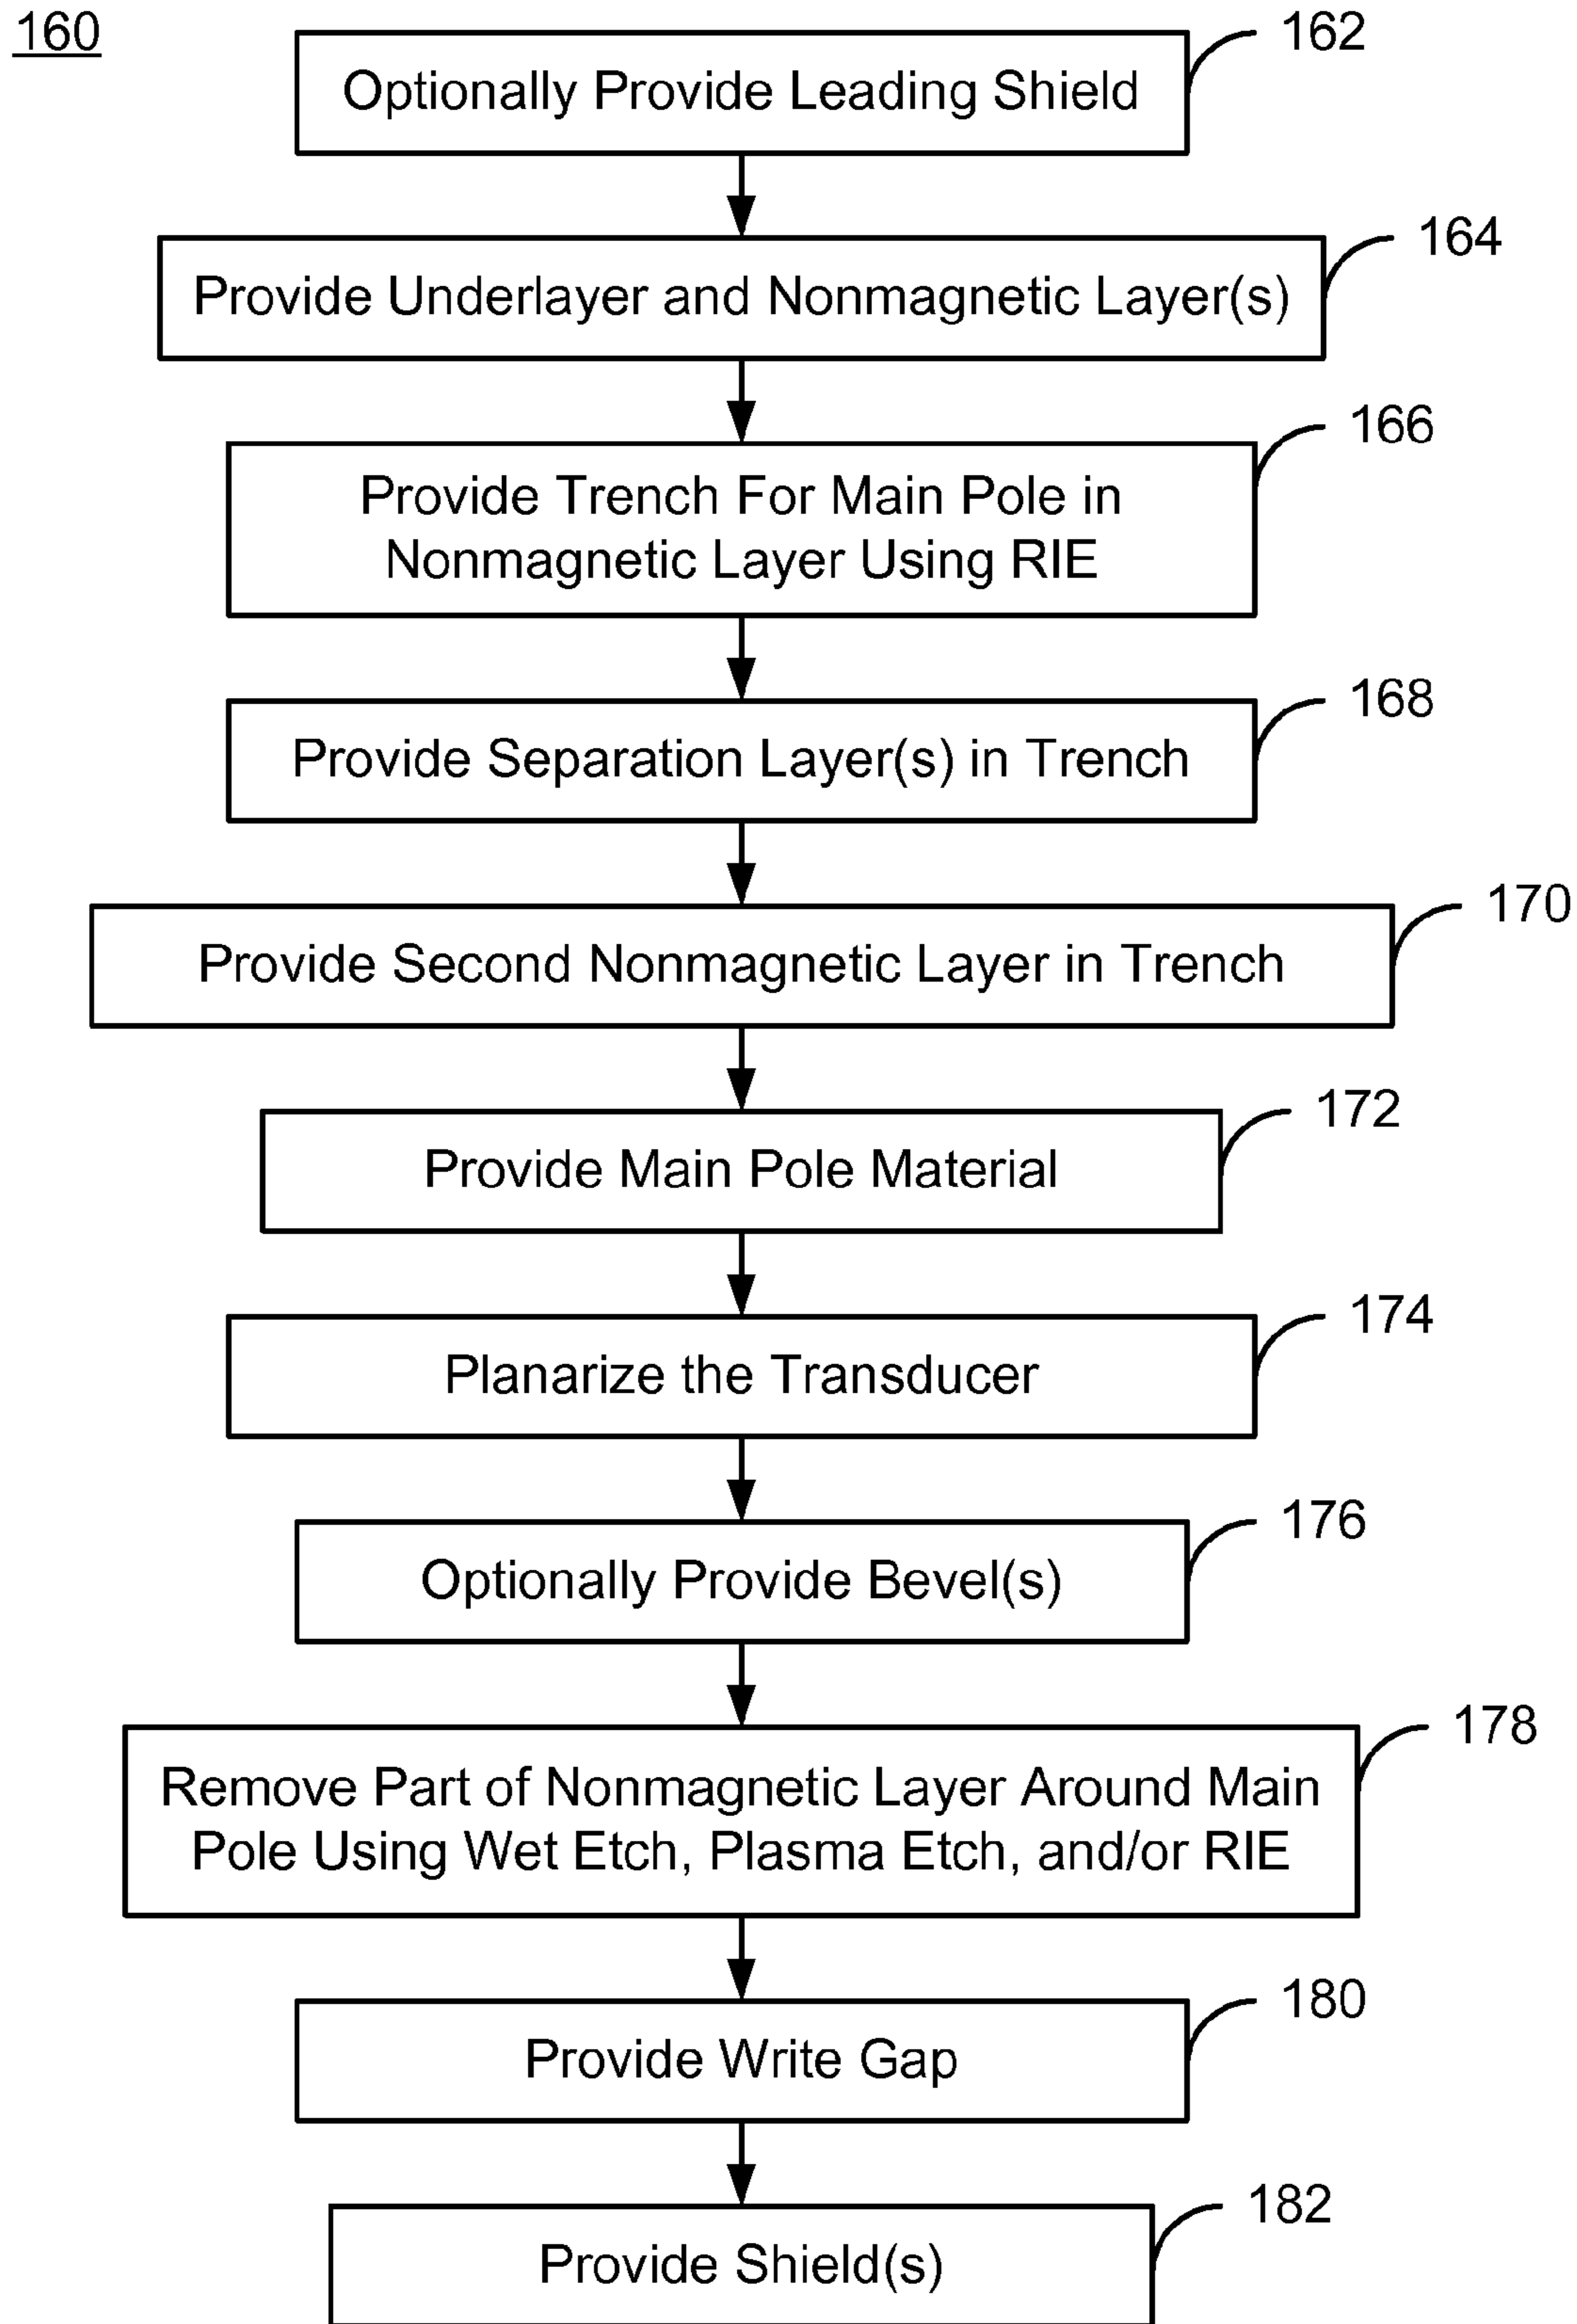 160
162
Optionally Provide Leading Shield
164
Provide Underlayer and Nonmagnetic Layer(s)
166
Provide Trench For Main Pole in
Nonmagnetic Layer Using RIE
168
Provide Separation Layer(s) in Trench
170
Provide Second Nonmagnetic Layer in Trench
172
Provide Main Pole Material
174
Planarize the Transducer
176
Optionally Provide Bevel(s)
178
Remove Part of Nonmagnetic Layer Around Main
Pole Using Wet Etch, Plasma Etch, and/or RIE
180
Provide Write Gap
182
Provide Shield(s)